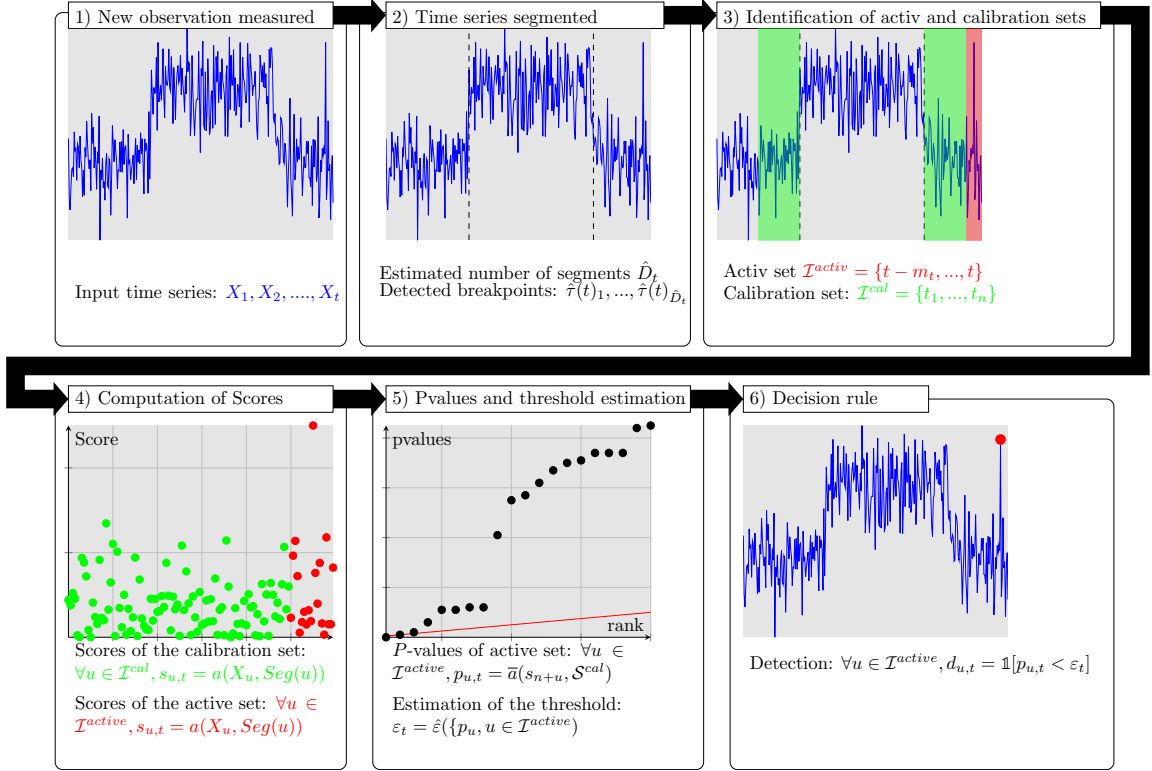 1) New observation measured
2) Time series segmented
3) Identification of activ and calibration sets
Input time series: X_1, X_2, ...., X_t
Estimated number of segments D̂_t
Detected breakpoints: τ̂(t)_1, ..., τ̂(t)_{D̂_t}
Activ set I^{activ} = {t − m_t, ..., t}
Calibration set: I^{cal} = {t_1, ..., t_n}
4) Computation of Scores
5) Pvalues and threshold estimation
6) Decision rule
Score
pvalues
rank
Scores of the calibration set:
∀u ∈ I^{cal}, s_{u,t} = a(X_u, Seg(u))
Scores of the active set: ∀u ∈
I^{active}, s_{u,t} = a(X_u, Seg(u))
P-values of active set: ∀u ∈
I^{active}, p_{u,t} = a̅(s_{n+u}, S^{cal})
Estimation of the threshold:
ε_t = ε̂({p_u, u ∈ I^{active})
Detection: ∀u ∈ I^{active}, d_{u,t} = 𝟙[p_{u,t} < ε_t]